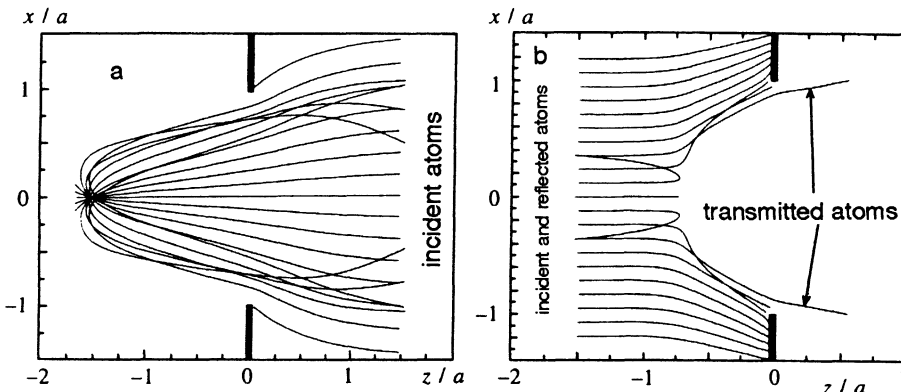 x / a
a
1
0
-1
-2
-1
0
1
2
z / a
incident atoms
x / a
b
1
0
-1
-2
-1
0
z / a
incident and reflected atoms
transmitted atoms